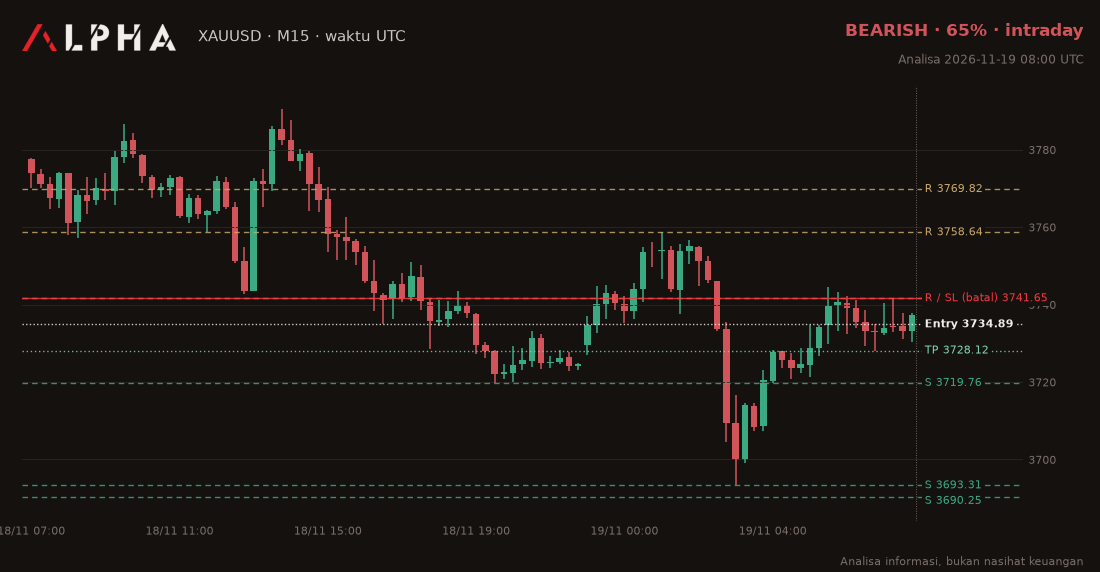 ALPHA XAUUSD · M15 · waktu UTC
BEARISH · 65% · intraday
Analisa 2026-11-19 08:00 UTC
3780
R 3769.82
3760
R 3758.64
R / SL (batal) 3741.65
3740
Entry 3734.89
TP 3728.12
S 3719.76
3720
3700
S 3693.31
S 3690.25
18/11 07:00
18/11 11:00
18/11 15:00
18/11 19:00
19/11 00:00
19/11 04:00
Analisa informasi, bukan nasihat keuangan